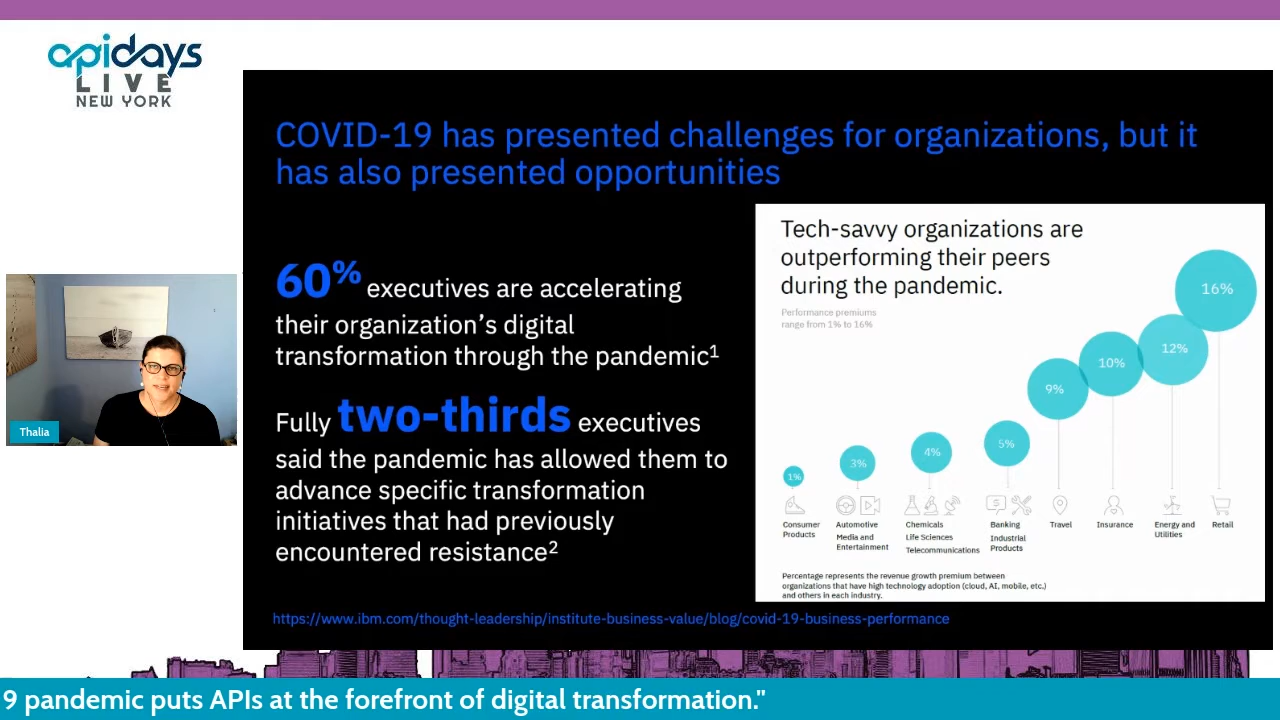 apidays
LIVE
NEW YORK
COVID-19 has presented challenges for organizations, but it
has also presented opportunities
60% executives are accelerating
their organization's digital
transformation through the pandemic¹
Fully two-thirds executives
said the pandemic has allowed them to
advance specific transformation
initiatives that had previously
encountered resistance²
Tech-savvy organizations are
outperforming their peers
during the pandemic.
Performance premiums
range from 1% to 16%
1%
3%
4%
5%
9%
10%
12%
16%
Consumer
Products
Automotive
Media and
Entertainment
Chemicals
Life Sciences
Telecommunications
Banking
Industrial
Products
Travel
Insurance
Energy and
Utilities
Retail
Percentage represents the revenue growth premium between
organizations that have high technology adoption (cloud, AI, mobile, etc.)
and others in each industry.
https://www.ibm.com/thought-leadership/institute-business-value/blog/covid-19-business-performance
Thalia
9 pandemic puts APIs at the forefront of digital transformation."